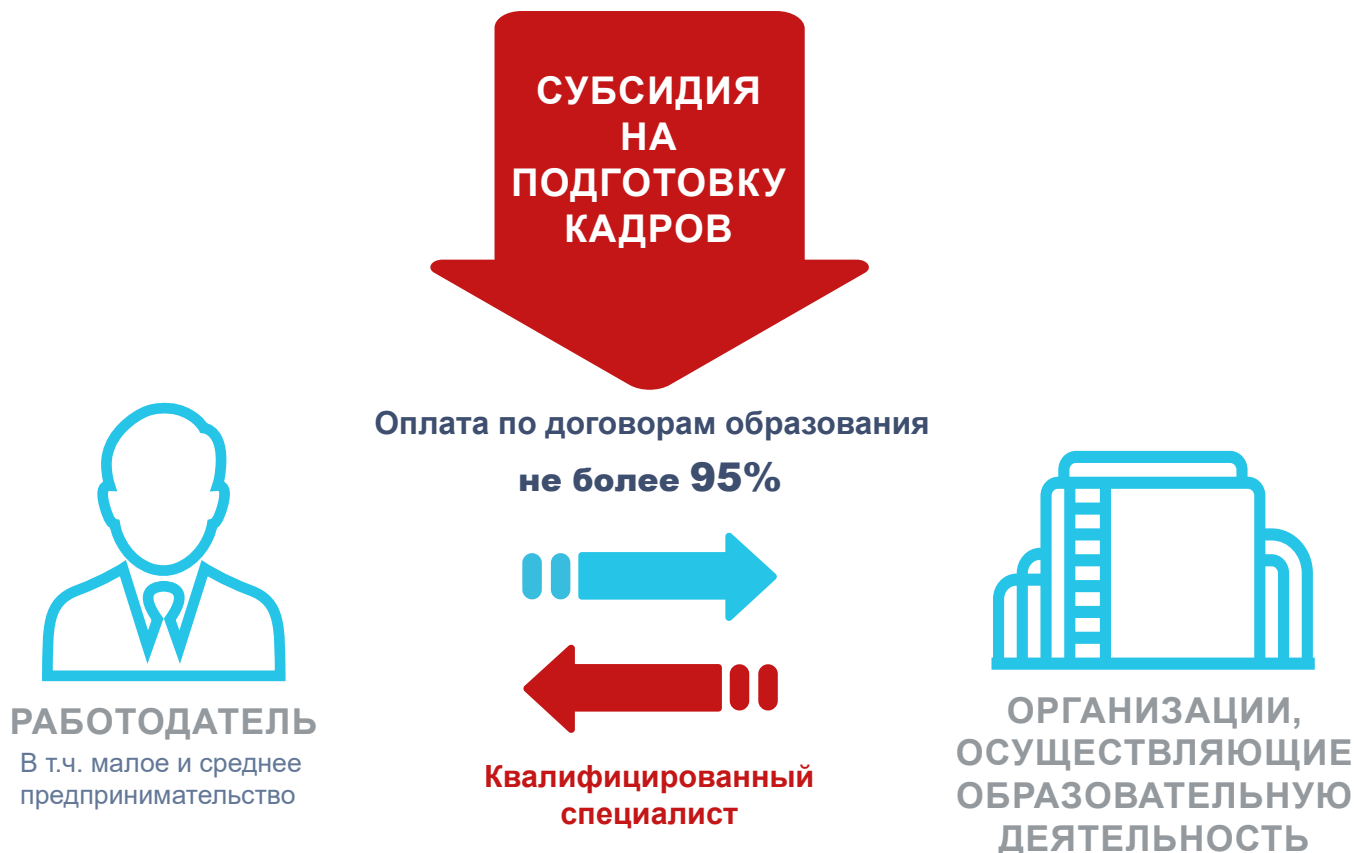 СУБСИДИЯ
НА
ПОДГОТОВКУ
КАДРОВ
Оплата по договорам образования
не более 95%
РАБОТОДАТЕЛЬ
В т.ч. малое и среднее
предпринимательство
Квалифицированный
специалист
ОРГАНИЗАЦИИ,
ОСУЩЕСТВЛЯЮЩИЕ
ОБРАЗОВАТЕЛЬНУЮ
ДЕЯТЕЛЬНОСТЬ